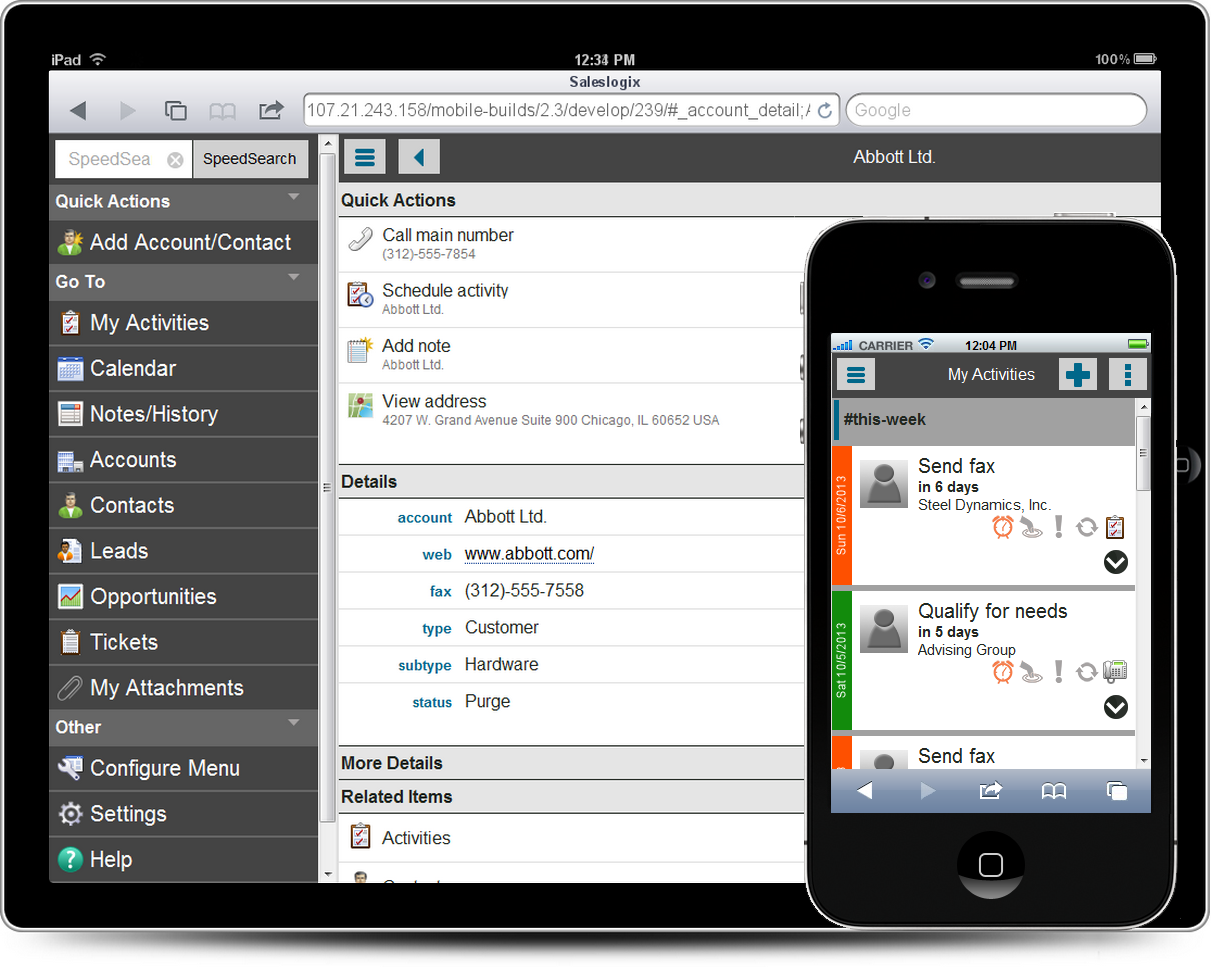 iPad
12:34 PM
100%
Saleslogix
107.21.243.158/mobile-builds/2.3/develop/239/#_account_detail;
Google
SpeedSea
SpeedSearch
Abbott Ltd.
Quick Actions
Add Account/Contact
Go To
My Activities
Calendar
Notes/History
Accounts
Contacts
Leads
Opportunities
Tickets
My Attachments
Other
Configure Menu
Settings
Help
Quick Actions
Call main number
(312)-555-7854
Schedule activity
Abbott Ltd.
Add note
Abbott Ltd.
View address
4207 W. Grand Avenue Suite 900 Chicago, IL 60652 USA
Details
account Abbott Ltd.
web www.abbott.com/
fax (312)-555-7558
type Customer
subtype Hardware
status Purge
More Details
Related Items
Activities
CARRIER
12:04 PM
My Activities
#this-week
Sun 10/6/2013
Send fax
in 6 days
Steel Dynamics, Inc.
Sat 10/5/2013
Qualify for needs
in 5 days
Advising Group
Send fax